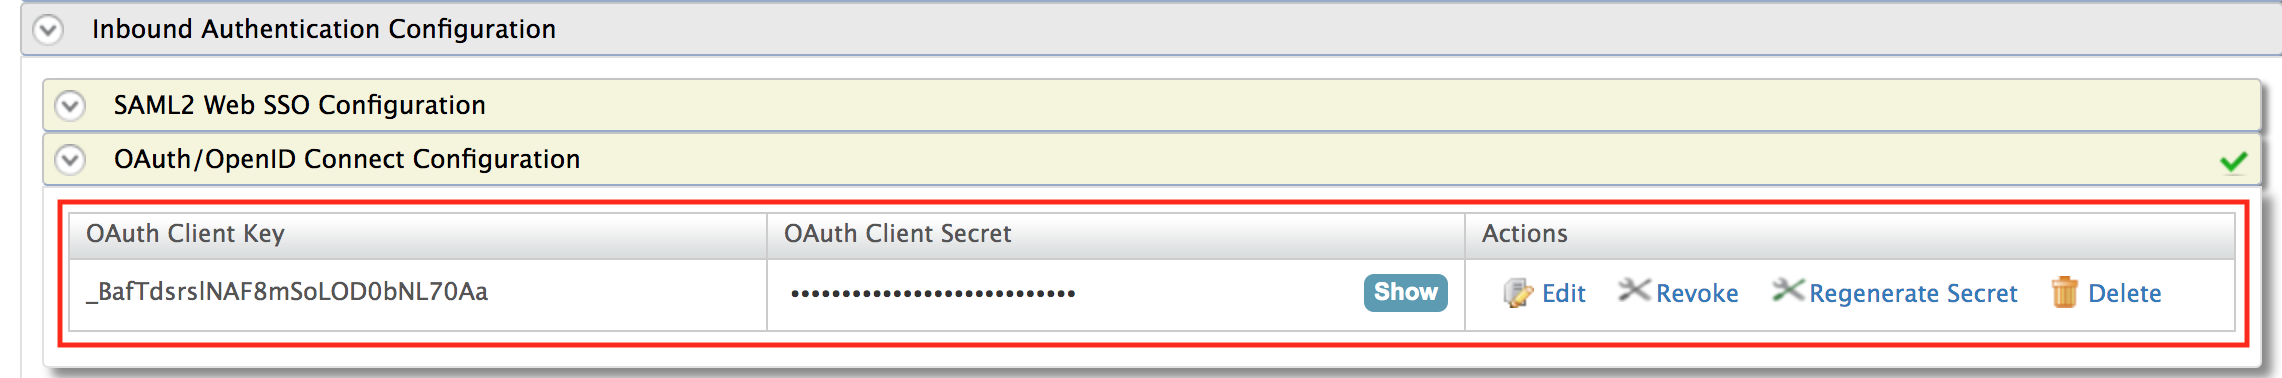 Inbound Authentication Configuration
SAML2 Web SSO Configuration
OAuth/OpenID Connect Configuration
OAuth Client Key OAuth Client Secret Actions
_BafTdsrslNAF8mSoLOD0bNL70Aa •••••••••••••••••••••••••••• Show Edit Revoke Regenerate Secret Delete